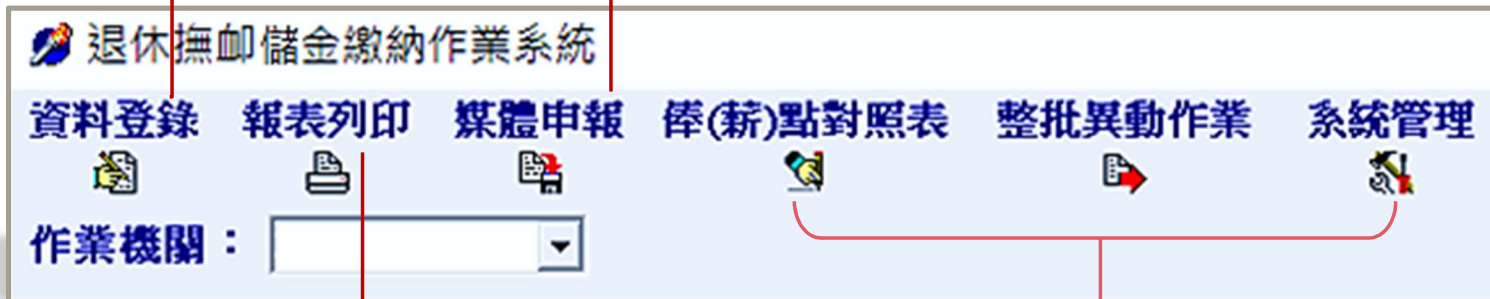 退休撫卹儲金繳納作業系統
資料登錄 報表列印 媒體申報 俸(薪)點對照表 整批異動作業 系統管理
作業機關：